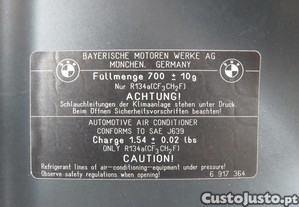 BAYERISCHE MOTOREN WERKE AG
MÜNCHEN, GERMANY
Füllmenge 700 ± 10g
Nur R134a(CF₃CH₂F)
ACHTUNG!
Schlauchleitungen der Klimaanlage stehen unter Druck
Beim Öffnen Sicherheitsvorschriften beachten!
AUTOMOTIVE AIR CONDITIONER
CONFORMS TO SAE J639
Charge 1.54 ± 0.02 lbs
ONLY R134a(CF₃CH₂F)
CAUTION!
Refrigerant lines of air-conditioning-equipment under pressure!
Observe safety regulations when opening!
6 917 364
CustoJusto.pt